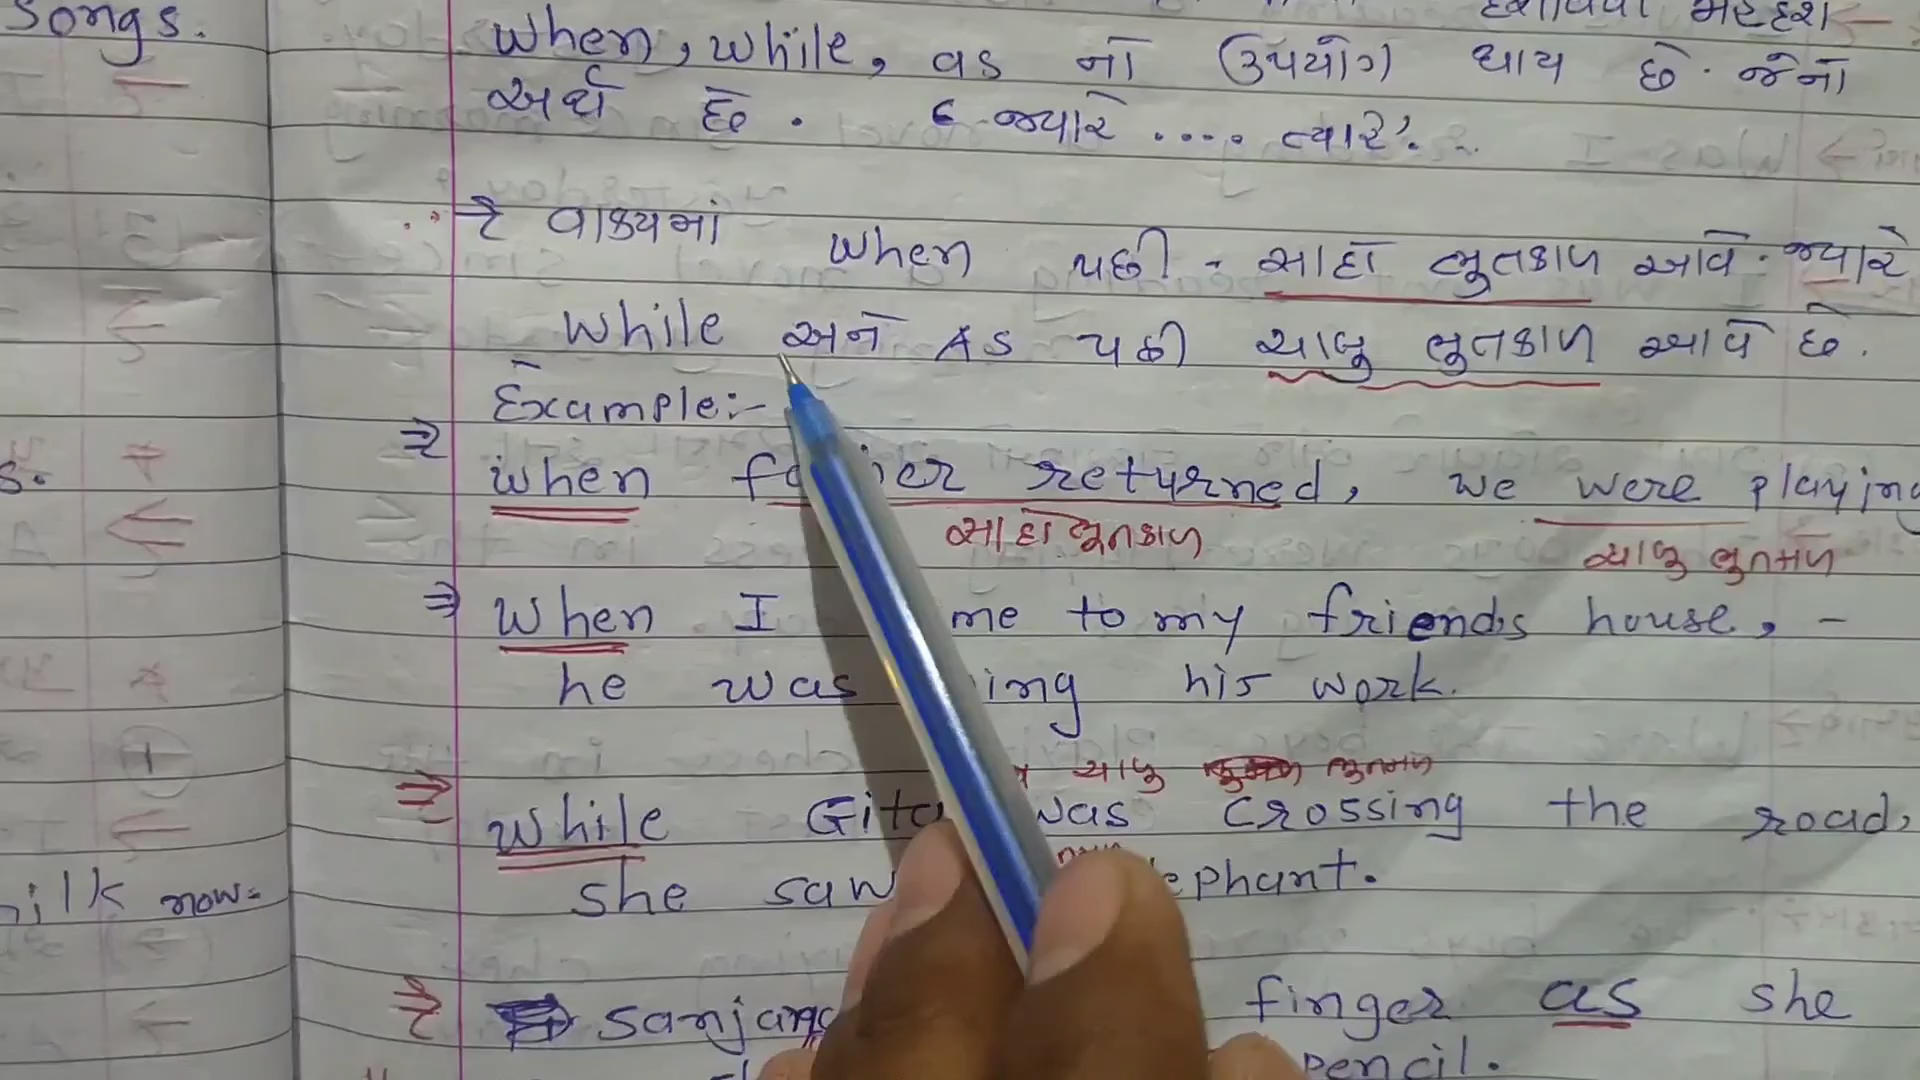 songs.
When, while, as નો ઉપયોગ થાય છે. જેનો
અર્થ છે. ‘જ્યારે .... ત્યારે’.
→ વાક્યમાં when પછી - સાદો ભુતકાળ આવે. જ્યારે
while અને AS પછી ચાલુ ભુતકાળ આવે છે.
Example:-
⇒ when returned, we were playing
સાદો ભુતકાળ ચાલુ ભુતકાળ
⇒ When I me to my friends house, -
he was ing his work.
ચાલુ ભુતકાળ
⇒ while Gita was crossing the road,
she saw ephant.
now-
⇒ finger as she
pencil.